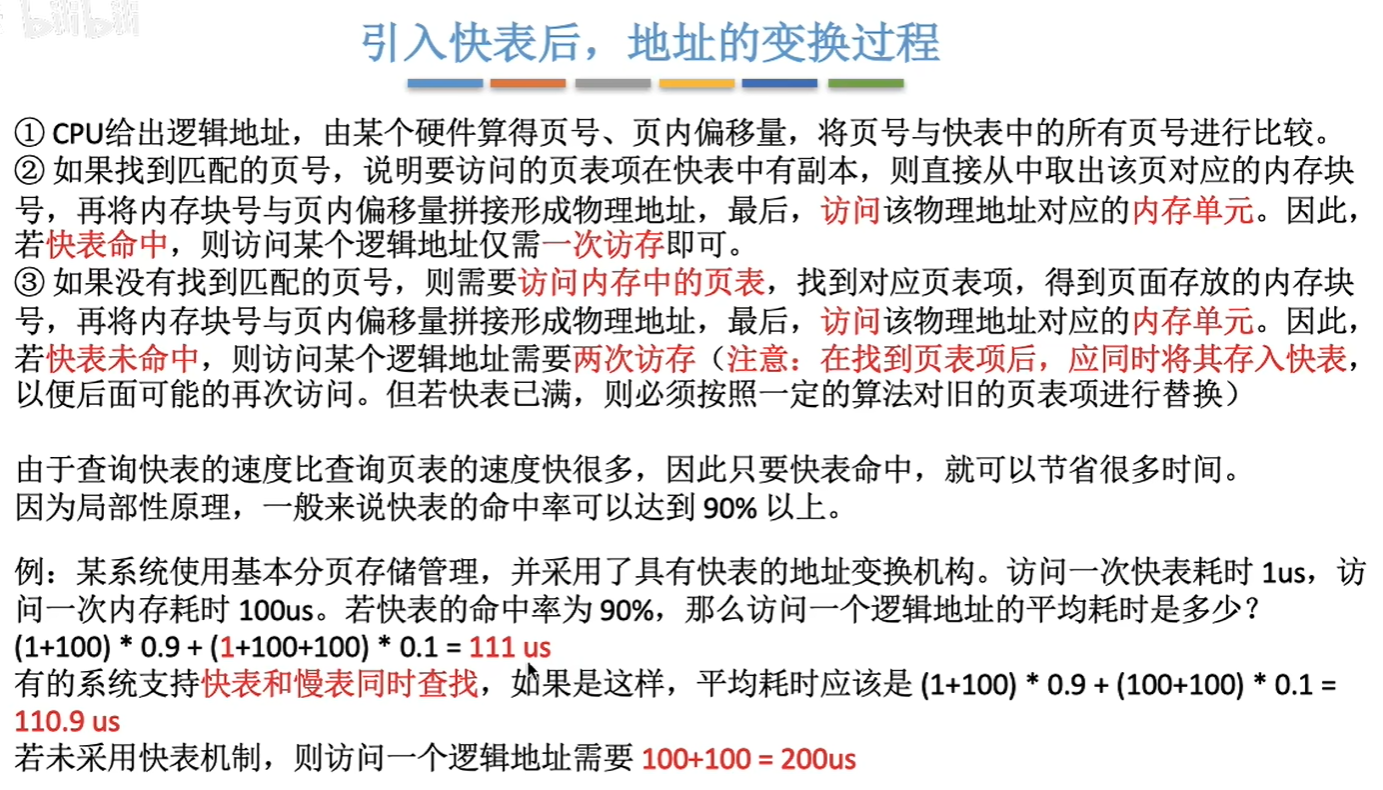 引入快表后，地址的变换过程
① CPU给出逻辑地址，由某个硬件算得页号、页内偏移量，将页号与快表中的所有页号进行比较。
② 如果找到匹配的页号，说明要访问的页表项在快表中有副本，则直接从中取出该页对应的内存块
号，再将内存块号与页内偏移量拼接形成物理地址，最后，访问该物理地址对应的内存单元。因此，
若快表命中，则访问某个逻辑地址仅需一次访存即可。
③ 如果没有找到匹配的页号，则需要访问内存中的页表，找到对应页表项，得到页面存放的内存块
号，再将内存块号与页内偏移量拼接形成物理地址，最后，访问该物理地址对应的内存单元。因此，
若快表未命中，则访问某个逻辑地址需要两次访存（注意：在找到页表项后，应同时将其存入快表，
以便后面可能的再次访问。但若快表已满，则必须按照一定的算法对旧的页表项进行替换）
由于查询快表的速度比查询页表的速度快很多，因此只要快表命中，就可以节省很多时间。
因为局部性原理，一般来说快表的命中率可以达到 90% 以上。
例：某系统使用基本分页存储管理，并采用了具有快表的地址变换机构。访问一次快表耗时 1us，访
问一次内存耗时 100us。若快表的命中率为 90%，那么访问一个逻辑地址的平均耗时是多少？
(1+100) * 0.9 + (1+100+100) * 0.1 = 111 us
有的系统支持快表和慢表同时查找，如果是这样，平均耗时应该是 (1+100) * 0.9 + (100+100) * 0.1 =
110.9 us
若未采用快表机制，则访问一个逻辑地址需要 100+100 = 200us